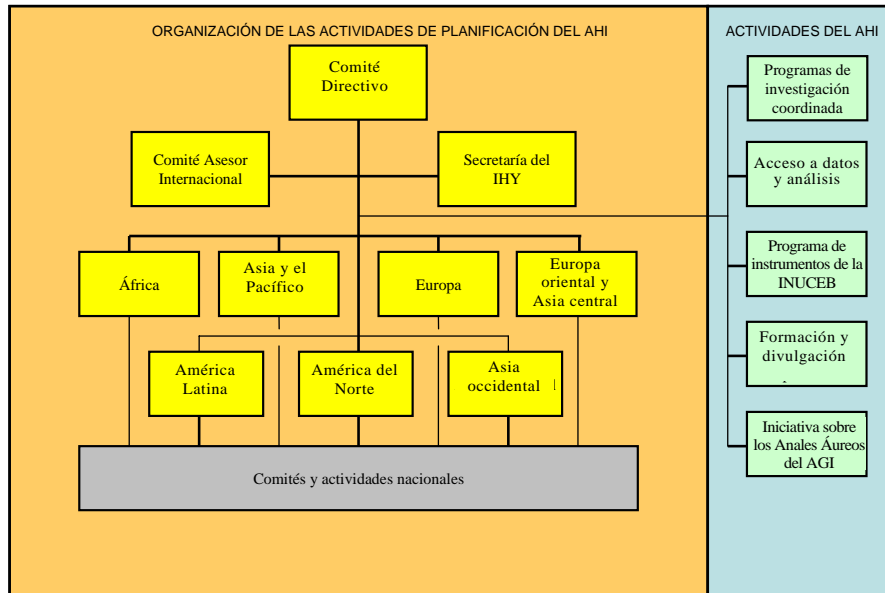 ORGANIZACIÓN DE LAS ACTIVIDADES DE PLANIFICACIÓN DEL AHI
Comité
Directivo
Comité Asesor
Internacional
Secretaría del
IHY
África
Asia y el
Pacífico
Europa
Europa
oriental y
Asia central
América
Latina
América del
Norte
Asia
occidental
Comités y actividades nacionales
ACTIVIDADES DEL AHI
Programas de
investigación
coordinada
Acceso a datos
y análisis
Programa de
instrumentos de la
INUCEB
Formación y
divulgación
Iniciativa sobre
los Anales Áureos
del AGI